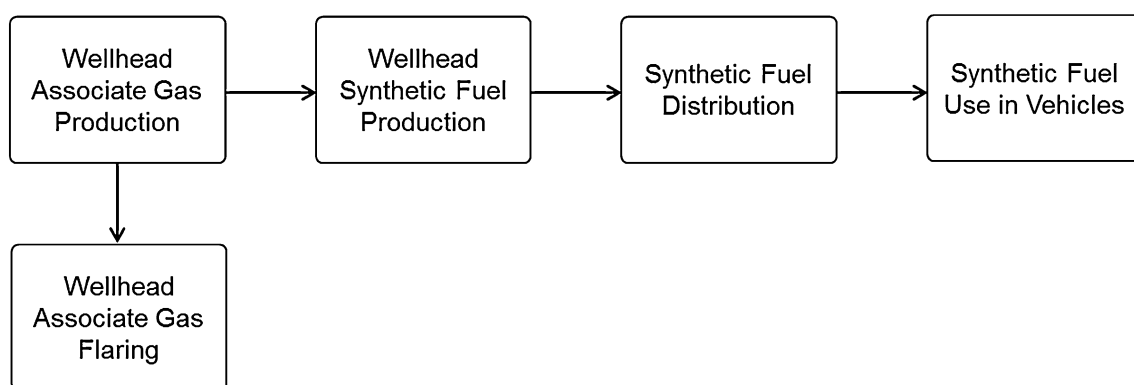 Wellhead
Associate Gas
Production
Wellhead
Synthetic Fuel
Production
Synthetic Fuel
Distribution
Synthetic Fuel
Use in Vehicles
Wellhead
Associate Gas
Flaring